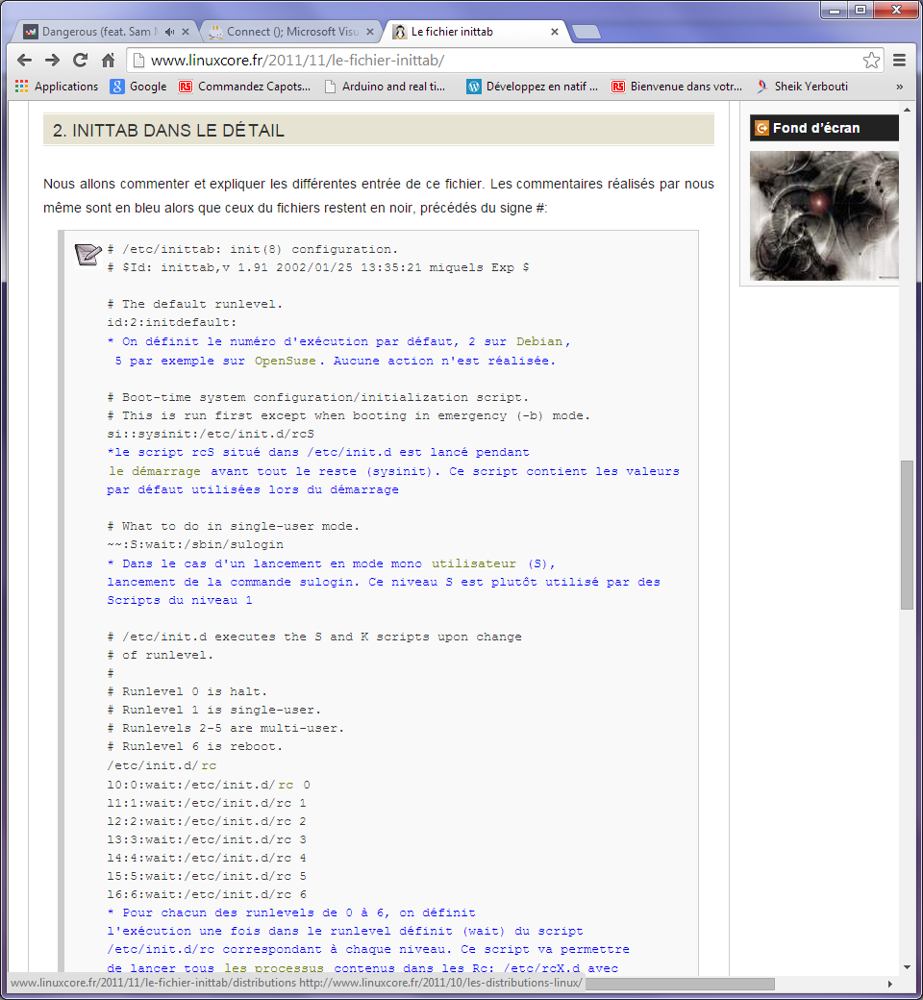 Dangerous (feat. Sam
Connect (); Microsoft Visu
Le fichier inittab
www.linuxcore.fr/2011/11/le-fichier-inittab/
Applications
Google
RS Commandez Capots...
Arduino and real ti...
Développez en natif ...
RS Bienvenue dans votr...
Sheik Yerbouti
»
2. INITTAB DANS LE DÉTAIL
Nous allons commenter et expliquer les différentes entrée de ce fichier. Les commentaires réalisés par nous
même sont en bleu alors que ceux du fichiers restent en noir, précédés du signe #:
# /etc/inittab: init(8) configuration.
# $Id: inittab,v 1.91 2002/01/25 13:35:21 miquels Exp $
# The default runlevel.
id:2:initdefault:
* On définit le numéro d'exécution par défaut, 2 sur Debian,
5 par exemple sur OpenSuse. Aucune action n'est réalisée.
# Boot-time system configuration/initialization script.
# This is run first except when booting in emergency (-b) mode.
si::sysinit:/etc/init.d/rcS
*le script rcS situé dans /etc/init.d est lancé pendant
le démarrage avant tout le reste (sysinit). Ce script contient les valeurs
par défaut utilisées lors du démarrage
# What to do in single-user mode.
~~:S:wait:/sbin/sulogin
* Dans le cas d'un lancement en mode mono utilisateur (S),
lancement de la commande sulogin. Ce niveau S est plutôt utilisé par des
Scripts du niveau 1
# /etc/init.d executes the S and K scripts upon change
# of runlevel.
#
# Runlevel 0 is halt.
# Runlevel 1 is single-user.
# Runlevels 2-5 are multi-user.
# Runlevel 6 is reboot.
/etc/init.d/rc
l0:0:wait:/etc/init.d/rc 0
l1:1:wait:/etc/init.d/rc 1
l2:2:wait:/etc/init.d/rc 2
l3:3:wait:/etc/init.d/rc 3
l4:4:wait:/etc/init.d/rc 4
l5:5:wait:/etc/init.d/rc 5
l6:6:wait:/etc/init.d/rc 6
* Pour chacun des runlevels de 0 à 6, on définit
l'exécution une fois dans le runlevel définit (wait) du script
/etc/init.d/rc correspondant à chaque niveau. Ce script va permettre
de lancer tous les processus contenus dans les Rc: /etc/rcX.d avec
Fond d'écran
www.linuxcore.fr/2011/11/le-fichier-inittab/distributions http://www.linuxcore.fr/2011/10/les-distributions-linux/